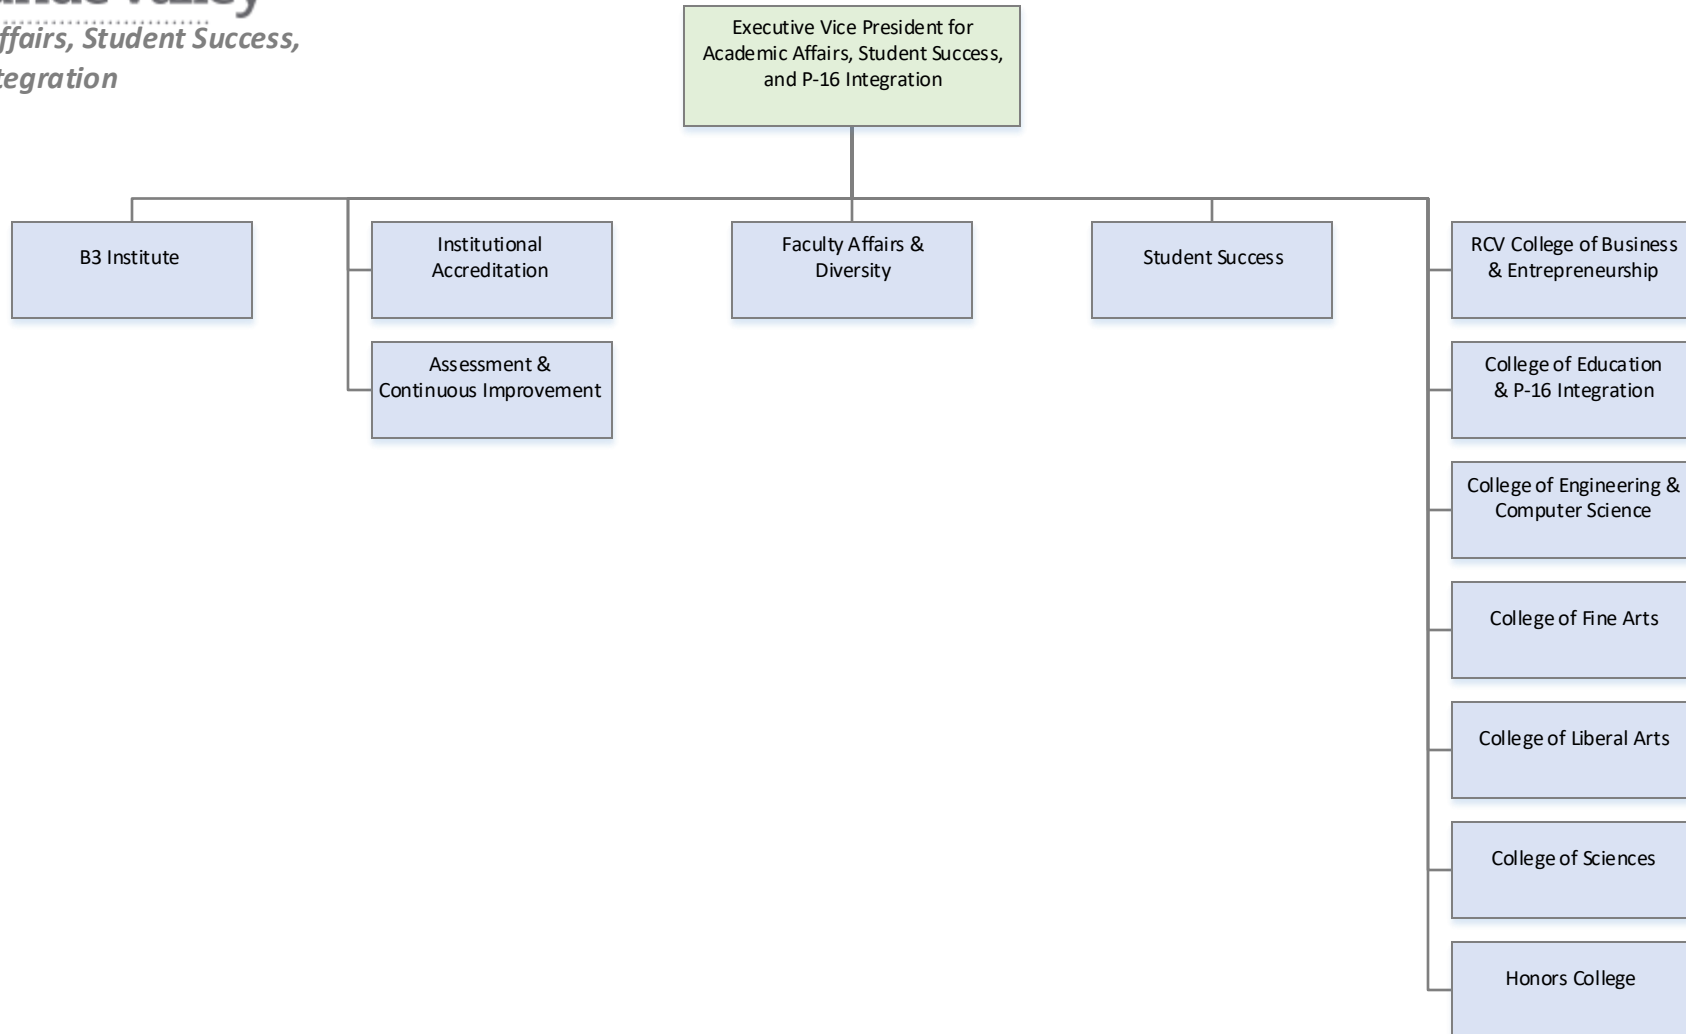 Valley
ffairs, Student Success,
tegration
Executive Vice President for
Academic Affairs, Student Success,
and P-16 Integration
B3 Institute
Institutional
Accreditation
Assessment &
Continuous Improvement
Faculty Affairs &
Diversity
Student Success
RCV College of Business
& Entrepreneurship
College of Education
& P-16 Integration
College of Engineering &
Computer Science
College of Fine Arts
College of Liberal Arts
College of Sciences
Honors College